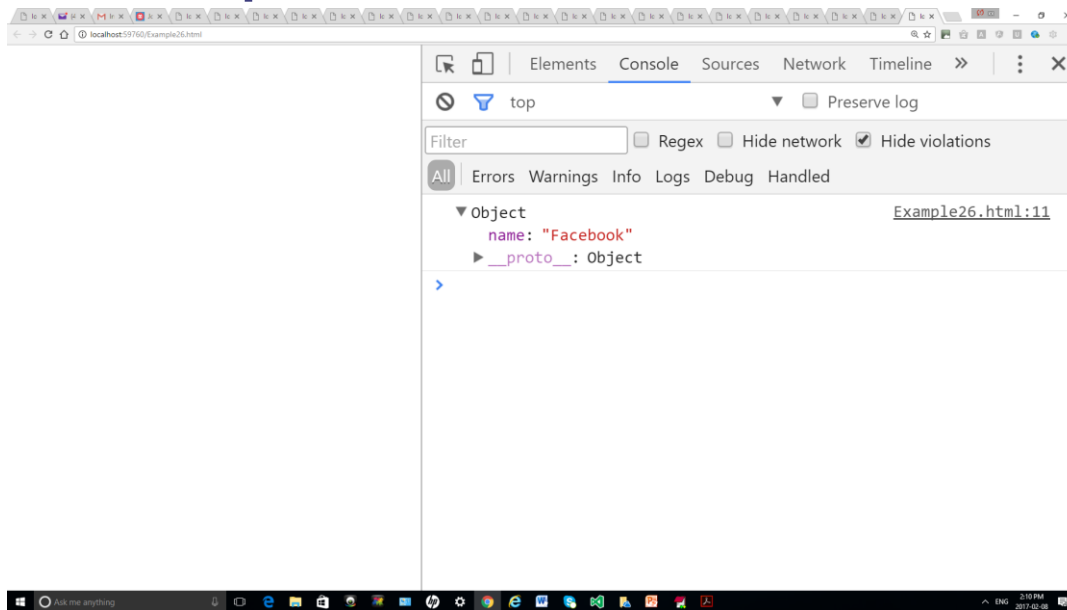 localhost:59760/Example26.html
Elements Console Sources Network Timeline »
top Preserve log
Filter Regex Hide network Hide violations
All Errors Warnings Info Logs Debug Handled
▼Object Example26.html:11
name: "Facebook"
▶__proto__: Object
>
Ask me anything
ENG 2:10 PM
2017-02-08